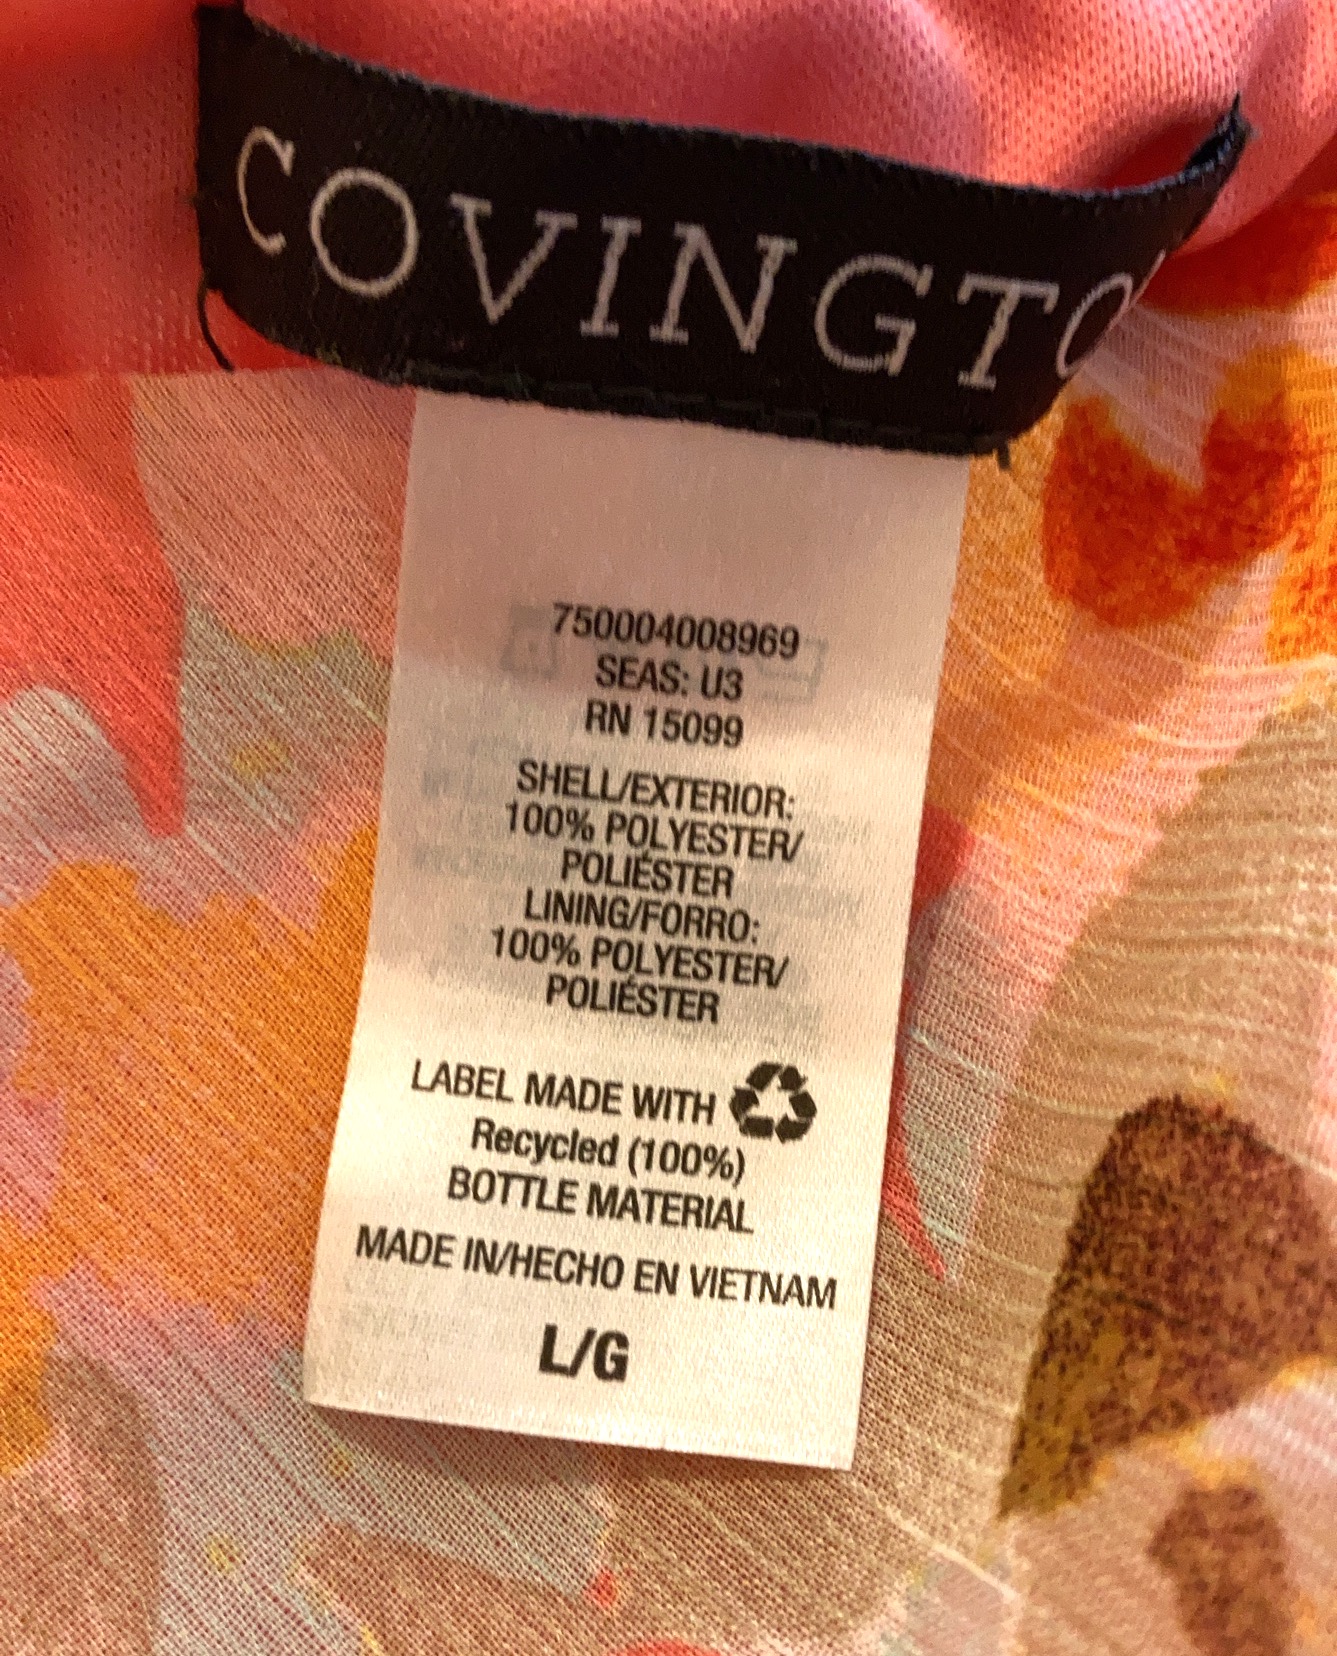 COVINGTO
750004008969
SEAS: U3
RN 15099
SHELL/EXTERIOR:
100% POLYESTER/
POLIÉSTER
LINING/FORRO:
100% POLYESTER/
POLIÉSTER
LABEL MADE WITH
Recycled (100%)
BOTTLE MATERIAL
MADE IN/HECHO EN VIETNAM
L/G